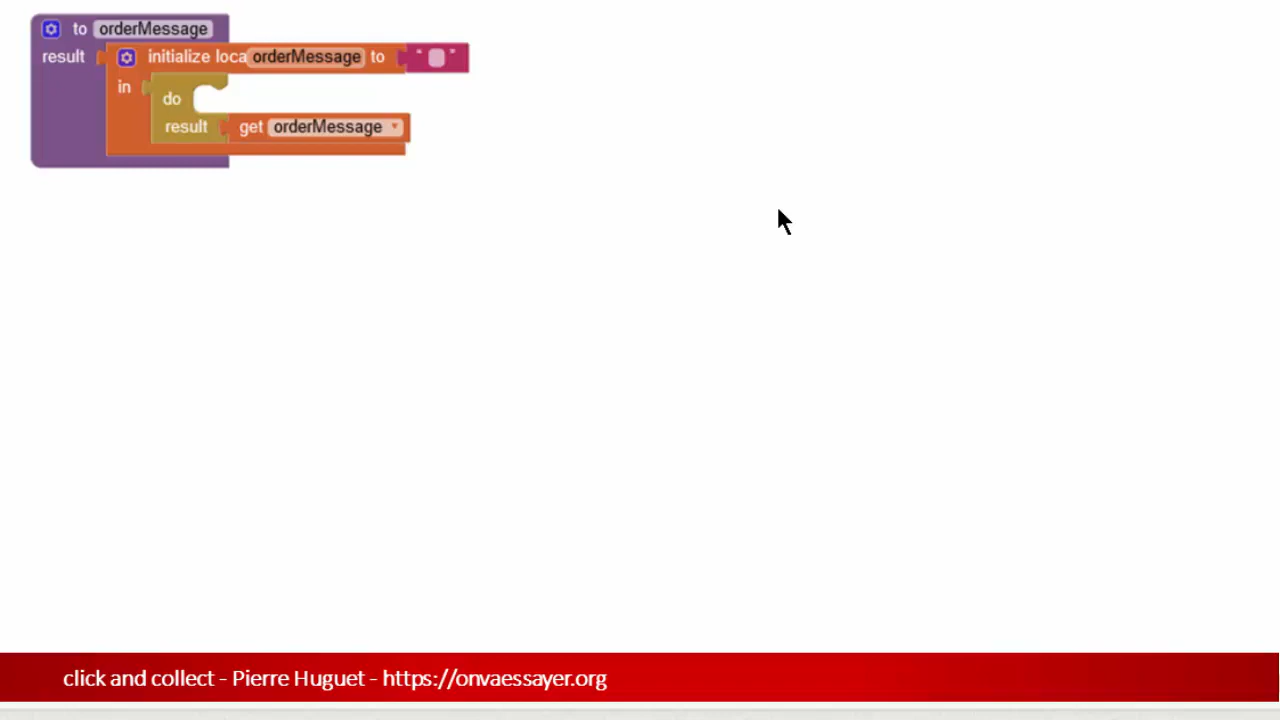 to orderMessage
result initialize loca orderMessage to " "
in do
result get orderMessage
click and collect - Pierre Huguet - https://onvaessayer.org